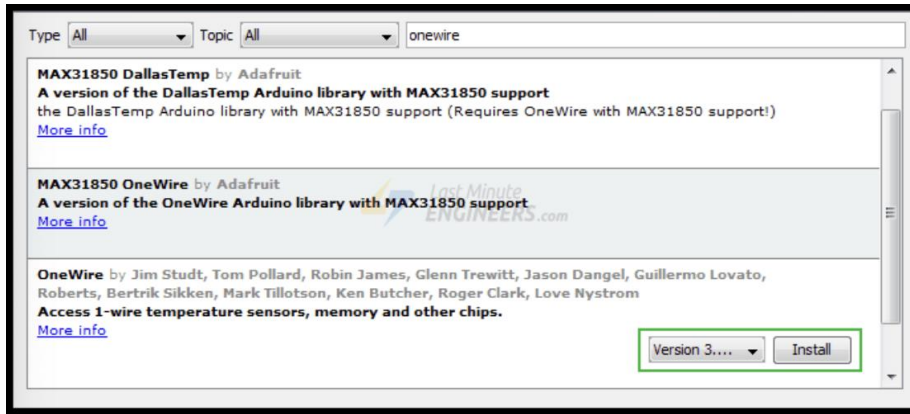 Type All Topic All onewire
MAX31850 DallasTemp by Adafruit
A version of the DallasTemp Arduino library with MAX31850 support
the DallasTemp Arduino library with MAX31850 support (Requires OneWire with MAX31850 support!)
More info
MAX31850 OneWire by Adafruit
A version of the OneWire Arduino library with MAX31850 support
More info
Last Minute
ENGINEERS.com
OneWire by Jim Studt, Tom Pollard, Robin James, Glenn Trewitt, Jason Dangel, Guillermo Lovato,
Roberts, Bertrik Sikken, Mark Tillotson, Ken Butcher, Roger Clark, Love Nystrom
Access 1-wire temperature sensors, memory and other chips.
More info
Version 3.... Install